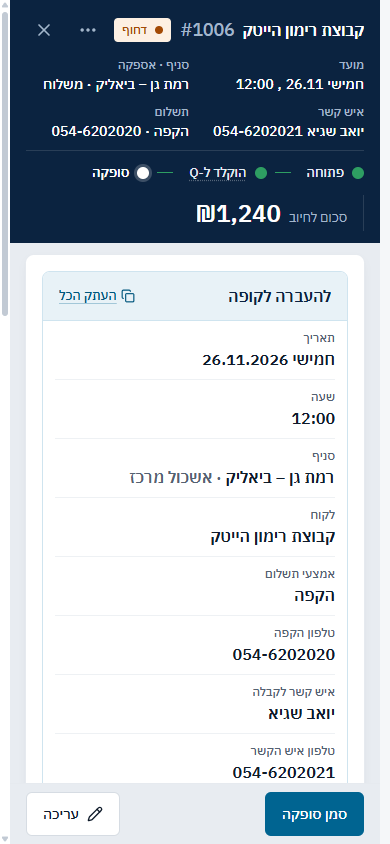 קבוצת רימון הייטק #1006 דחוף
מועד
חמישי 26.11 , 12:00
סניף · אספקה
רמת גן – ביאליק · משלוח
איש קשר
יואב שגיא 054-6202021
תשלום
הקפה · 054-6202020
פתוחה
הוקלד ל-Q
סופקה
סכום לחיוב ₪1,240
להעברה לקופה
העתק הכל
תאריך
חמישי 26.11.2026
שעה
12:00
סניף
רמת גן – ביאליק · אשכול מרכז
לקוח
קבוצת רימון הייטק
אמצעי תשלום
הקפה
טלפון הקפה
054-6202020
איש קשר לקבלה
יואב שגיא
טלפון איש הקשר
054-6202021
סמן סופקה
עריכה